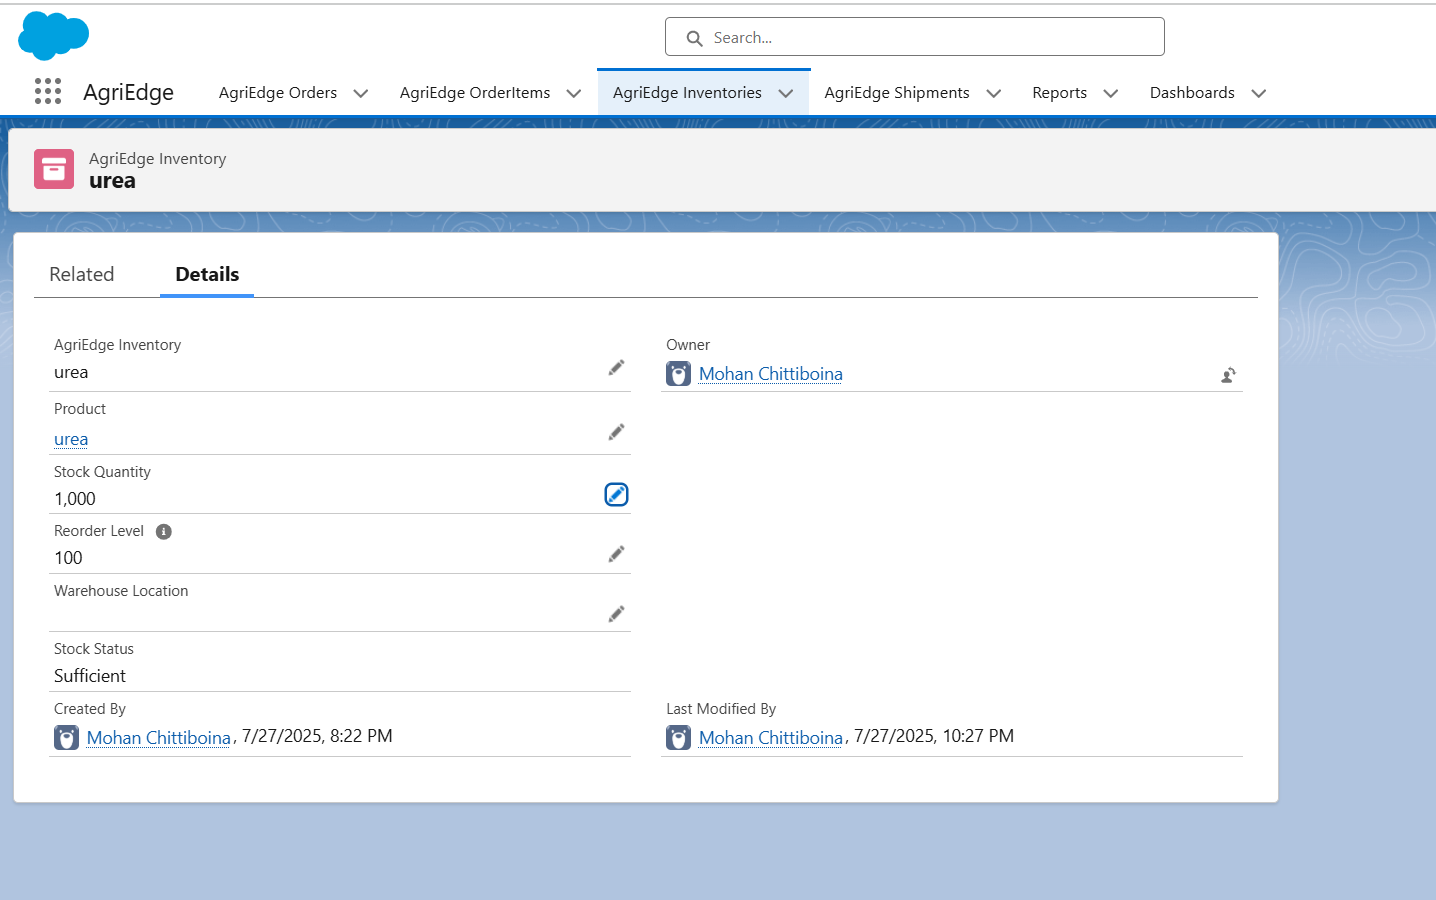 Search...
AgriEdge
AgriEdge Orders
AgriEdge OrderItems
AgriEdge Inventories
AgriEdge Shipments
Reports
Dashboards
AgriEdge Inventory
urea
Related
Details
AgriEdge Inventory
urea
Owner
Mohan Chittiboina
Product
urea
Stock Quantity
1,000
Reorder Level
100
Warehouse Location
Stock Status
Sufficient
Created By
Mohan Chittiboina, 7/27/2025, 8:22 PM
Last Modified By
Mohan Chittiboina, 7/27/2025, 10:27 PM